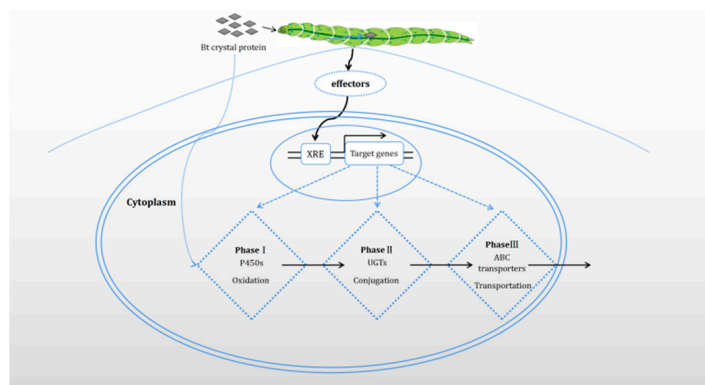 Bt crystal protein
effectors
XRE
Target genes
Cytoplasm
Phase Ⅰ
P450s
Oxidation
Phase Ⅱ
UGTs
Conjugation
PhaseⅢ
ABC
transporters
Transportation